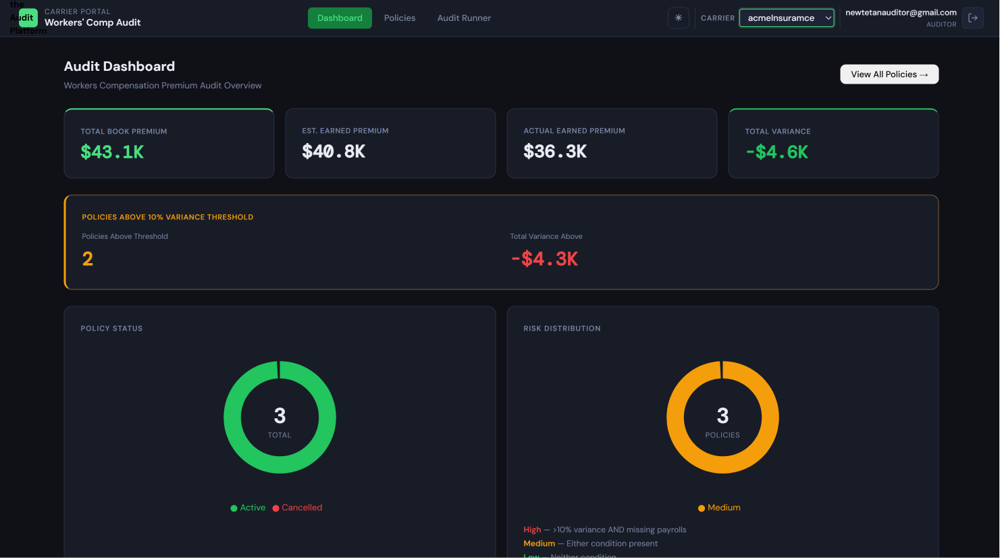 the
Audit
Platform
CARRIER PORTAL
Workers' Comp Audit
Dashboard
Policies
Audit Runner
CARRIER
acmeInsuramce
newtetanauditor@gmail.com
AUDITOR
Audit Dashboard
Workers Compensation Premium Audit Overview
View All Policies →
TOTAL BOOK PREMIUM
$43.1K
EST. EARNED PREMIUM
$40.8K
ACTUAL EARNED PREMIUM
$36.3K
TOTAL VARIANCE
-$4.6K
POLICIES ABOVE 10% VARIANCE THRESHOLD
Policies Above Threshold
2
Total Variance Above
-$4.3K
POLICY STATUS
3
TOTAL
Active
Cancelled
RISK DISTRIBUTION
3
POLICIES
Medium
High — >10% variance AND missing payrolls
Medium — Either condition present
Low — Neither condition